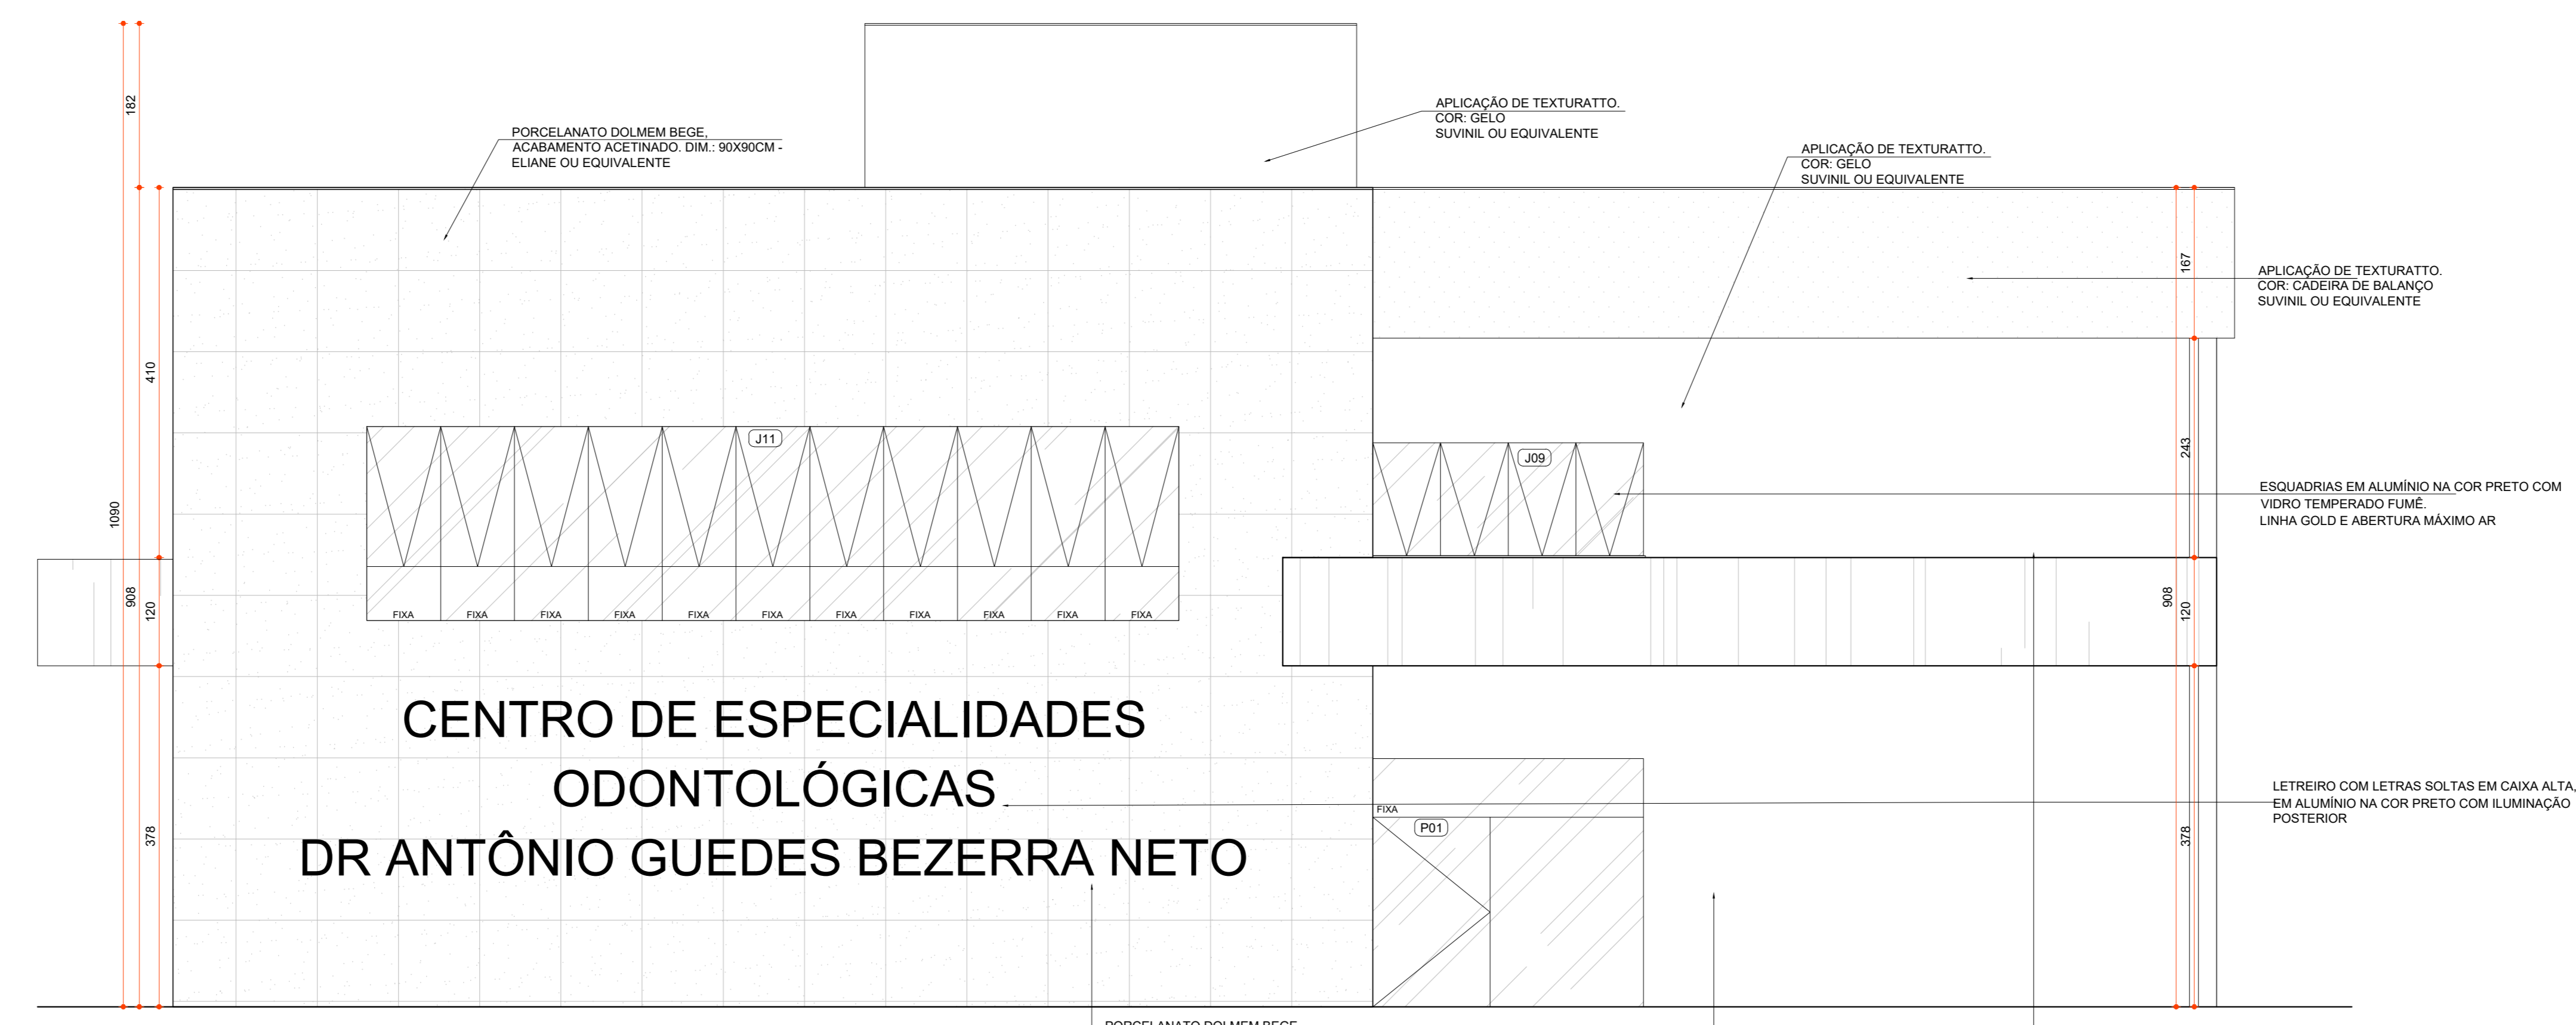 182
APLICAÇÃO DE TEXTURATTO.
COR: GELO
SUVINIL OU EQUIVALENTE
PORCELANATO DOLMEM BEGE,
ACABAMENTO ACETINADO. DIM.: 90X90CM -
ELIANE OU EQUIVALENTE
APLICAÇÃO DE TEXTURATTO.
COR: GELO
SUVINIL OU EQUIVALENTE
167
APLICAÇÃO DE TEXTURATTO.
COR: CADEIRA DE BALANÇO
SUVINIL OU EQUIVALENTE
410
J11
J09
243
ESQUADRIAS EM ALUMÍNIO NA COR PRETO COM
VIDRO TEMPERADO FUMÊ.
LINHA GOLD E ABERTURA MÁXIMO AR
1090
908
120
FIXA FIXA FIXA FIXA FIXA FIXA FIXA FIXA FIXA FIXA FIXA
908
120
CENTRO DE ESPECIALIDADES
ODONTOLÓGICAS
DR ANTÔNIO GUEDES BEZERRA NETO
FIXA
P01
LETREIRO COM LETRAS SOLTAS EM CAIXA ALTA,
EM ALUMÍNIO NA COR PRETO COM ILUMINAÇÃO
POSTERIOR
378
378
PORCELANATO DOLMEM BEGE